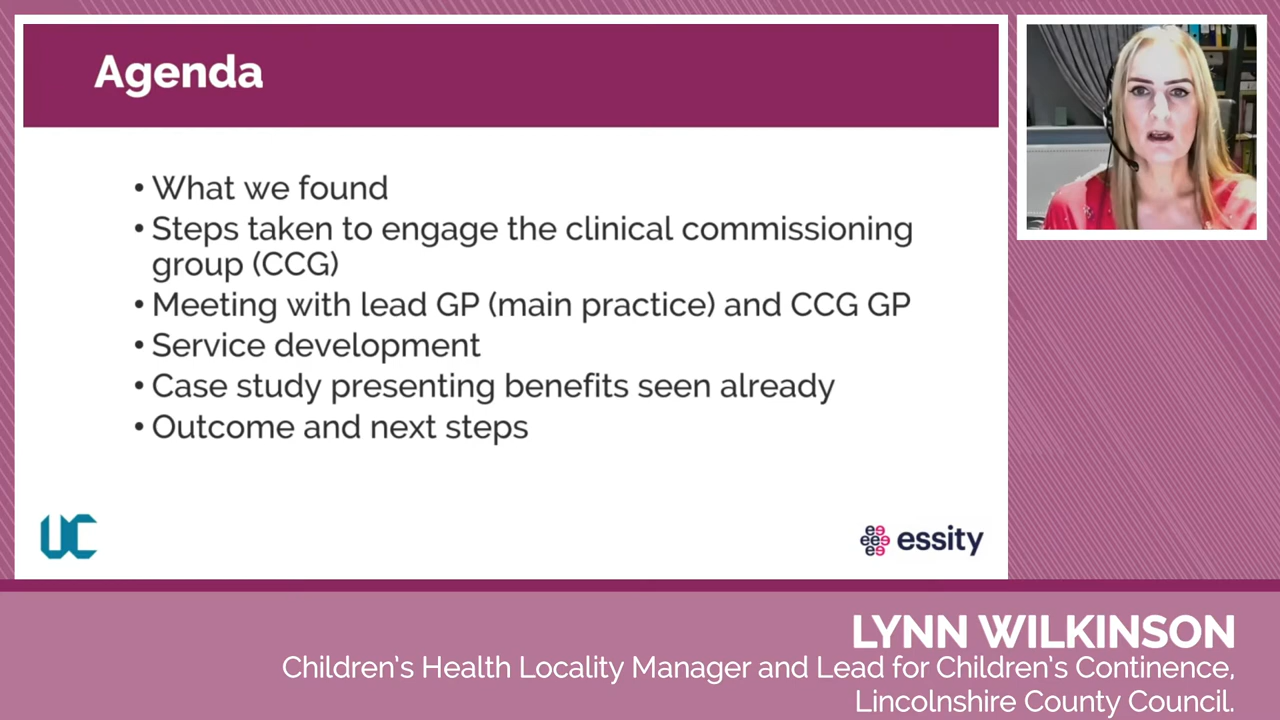 Agenda
• What we found
• Steps taken to engage the clinical commissioning
group (CCG)
• Meeting with lead GP (main practice) and CCG GP
• Service development
• Case study presenting benefits seen already
• Outcome and next steps
UC
essity
LYNN WILKINSON
Children's Health Locality Manager and Lead for Children's Continence,
Lincolnshire County Council.